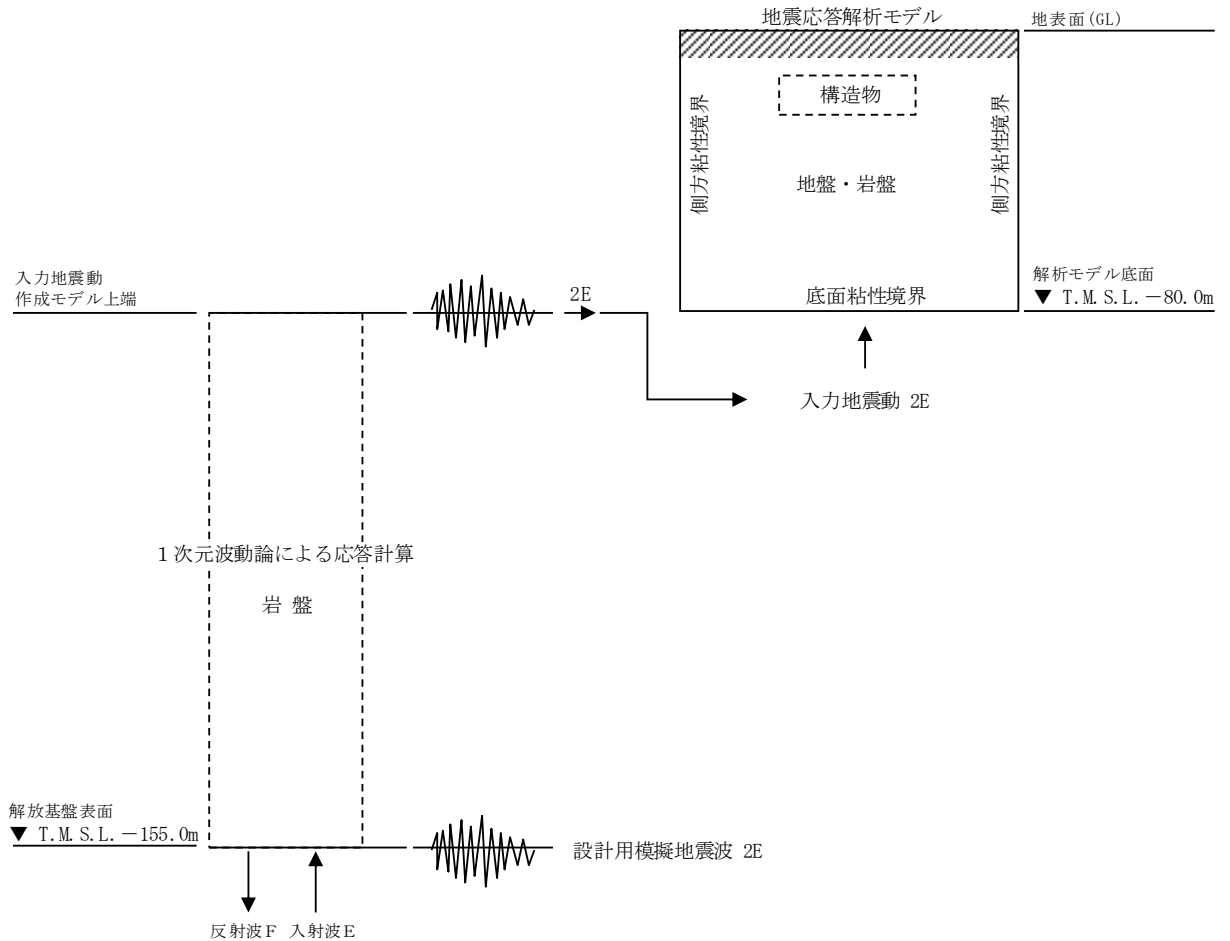 地震応答解析モデル
地表面(GL)
構造物
側方粘性境界
側方粘性境界
地盤・岩盤
入力地震動
作成モデル上端
2E
底面粘性境界
解析モデル底面
▼ T.M.S.L.－80.0m
入力地震動 2E
1次元波動論による応答計算
岩 盤
解放基盤表面
▼ T.M.S.L.－155.0m
設計用模擬地震波 2E
反射波F 入射波E